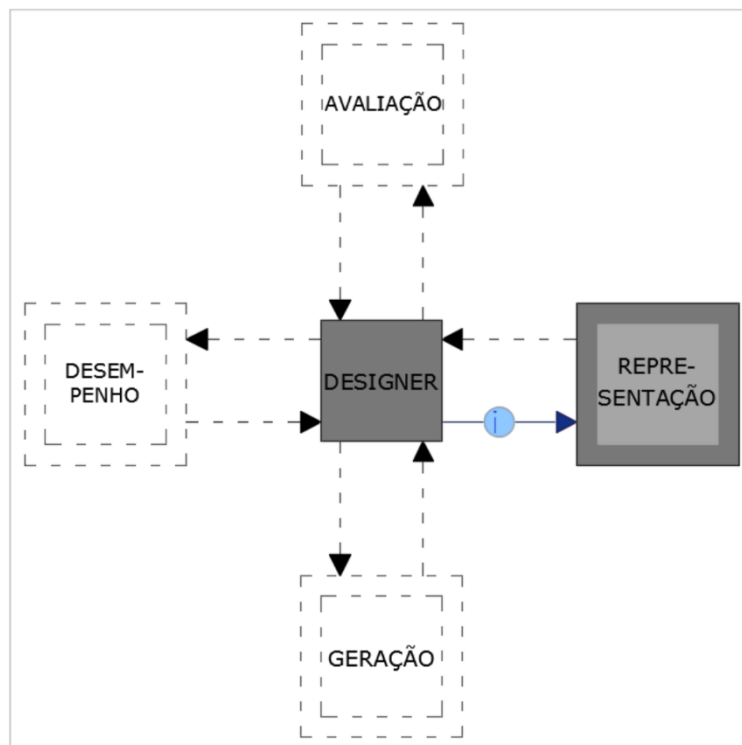 AVALIAÇÃO
DESEM-
PENHO
DESIGNER
i
REPRE-
SENTAÇÃO
GERAÇÃO